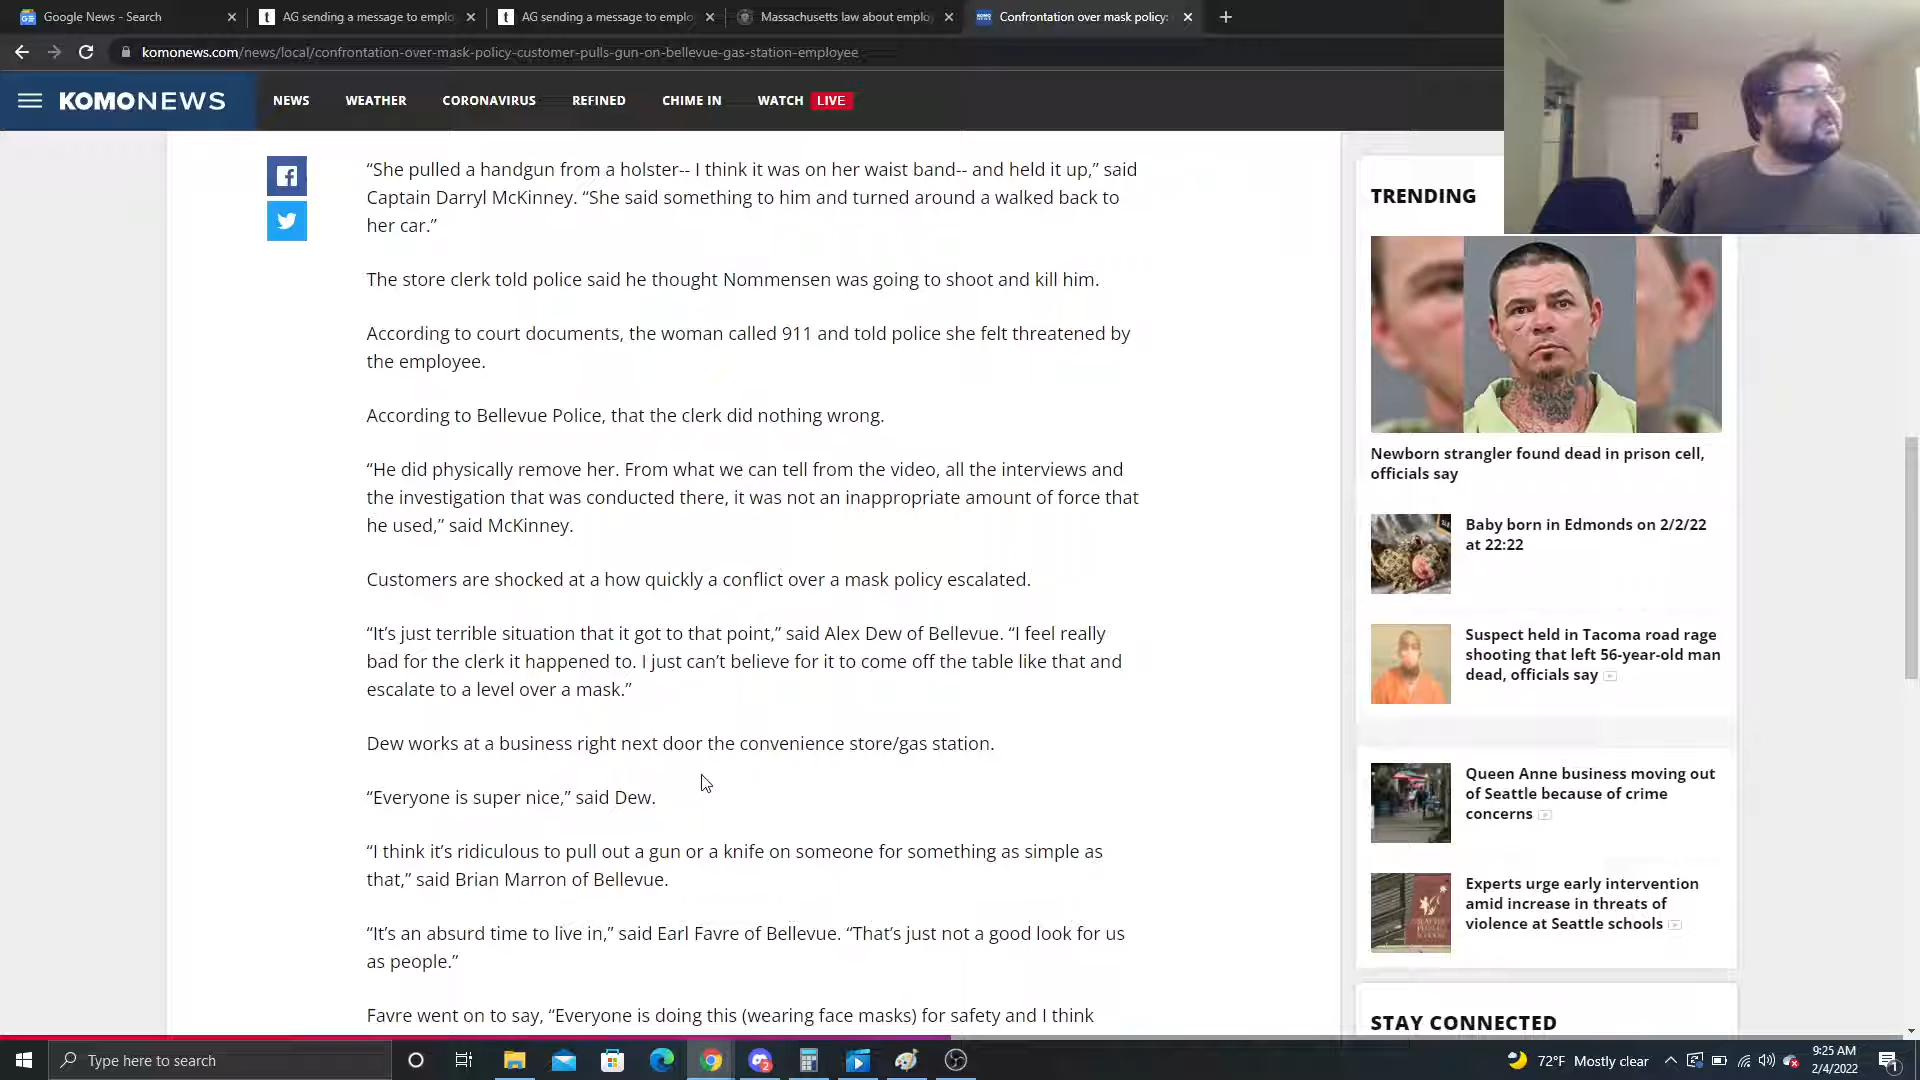 Google News - Search
AG sending a message to emplo
AG sending a message to emplo
Massachusetts law about emplo
Confrontation over mask policy:
komonews.com/news/local/confrontation-over-mask-policy-customer-pulls-gun-on-bellevue-gas-station-employee
KOMONEWS
NEWS
WEATHER
CORONAVIRUS
REFINED
CHIME IN
WATCH LIVE
“She pulled a handgun from a holster-- I think it was on her waist band-- and held it up,” said
Captain Darryl McKinney. “She said something to him and turned around a walked back to
her car.”
The store clerk told police said he thought Nommensen was going to shoot and kill him.
According to court documents, the woman called 911 and told police she felt threatened by
the employee.
According to Bellevue Police, that the clerk did nothing wrong.
“He did physically remove her. From what we can tell from the video, all the interviews and
the investigation that was conducted there, it was not an inappropriate amount of force that
he used,” said McKinney.
Customers are shocked at a how quickly a conflict over a mask policy escalated.
“It’s just terrible situation that it got to that point,” said Alex Dew of Bellevue. “I feel really
bad for the clerk it happened to. I just can’t believe for it to come off the table like that and
escalate to a level over a mask.”
Dew works at a business right next door the convenience store/gas station.
“Everyone is super nice,” said Dew.
“I think it’s ridiculous to pull out a gun or a knife on someone for something as simple as
that,” said Brian Marron of Bellevue.
“It’s an absurd time to live in,” said Earl Favre of Bellevue. “That’s just not a good look for us
as people.”
Favre went on to say, “Everyone is doing this (wearing face masks) for safety and I think
TRENDING
Newborn strangler found dead in prison cell,
officials say
Baby born in Edmonds on 2/2/22
at 22:22
Suspect held in Tacoma road rage
shooting that left 56-year-old man
dead, officials say
Queen Anne business moving out
of Seattle because of crime
concerns
Experts urge early intervention
amid increase in threats of
violence at Seattle schools
STAY CONNECTED
Type here to search
72°F Mostly clear
9:25 AM
2/4/2022